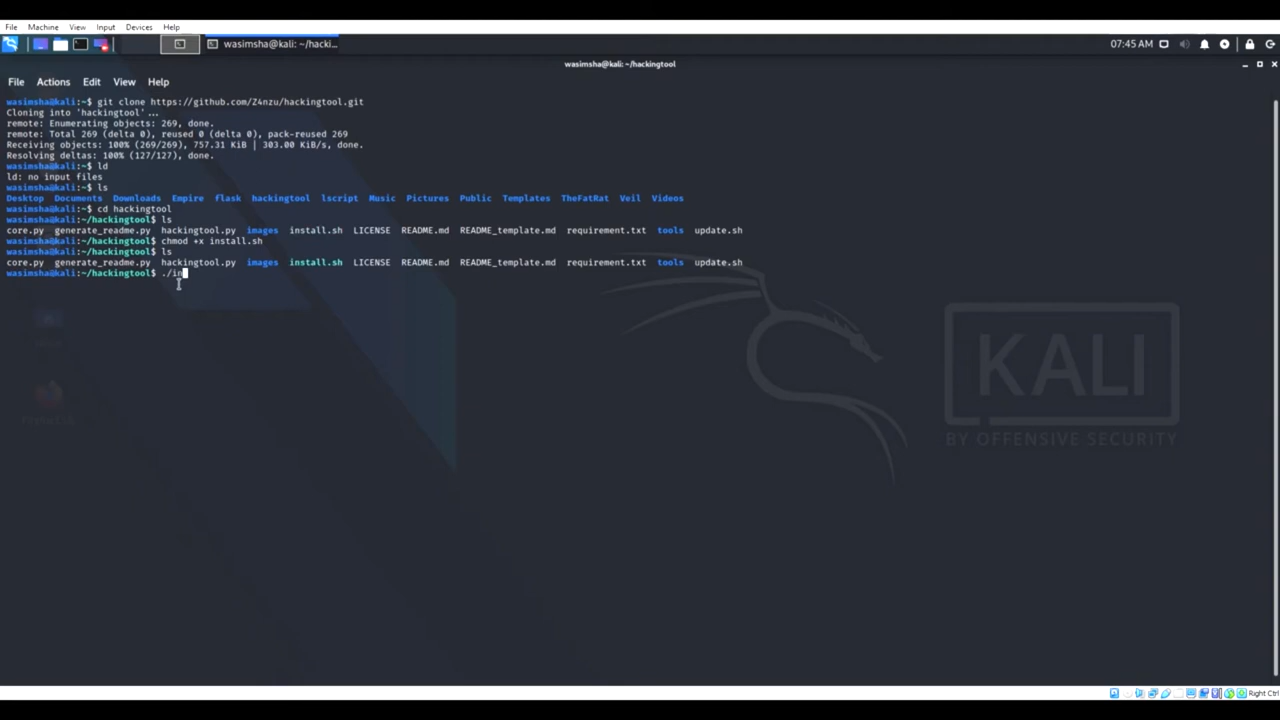 File Machine View Input Devices Help
wasimsha@kali: ~/hacki... 07:45 AM
wasimsha@kali: ~/hackingtool
File Actions Edit View Help
wasimsha@kali:~$ git clone https://github.com/Z4nzu/hackingtool.git
Cloning into 'hackingtool'...
remote: Enumerating objects: 269, done.
remote: Total 269 (delta 0), reused 0 (delta 0), pack-reused 269
Receiving objects: 100% (269/269), 757.31 KiB | 303.00 KiB/s, done.
Resolving deltas: 100% (127/127), done.
wasimsha@kali:~$ ld
ld: no input files
wasimsha@kali:~$ ls
Desktop Documents Downloads Empire flask hackingtool lscript Music Pictures Public Templates TheFatRat Veil Videos
wasimsha@kali:~$ cd hackingtool
wasimsha@kali:~/hackingtool$ ls
core.py generate_readme.py hackingtool.py images install.sh LICENSE README.md README_template.md requirement.txt tools update.sh
wasimsha@kali:~/hackingtool$ chmod +x install.sh
wasimsha@kali:~/hackingtool$ ls
core.py generate_readme.py hackingtool.py images install.sh LICENSE README.md README_template.md requirement.txt tools update.sh
wasimsha@kali:~/hackingtool$ ./in
KALI
BY OFFENSIVE SECURITY
Right Ctrl